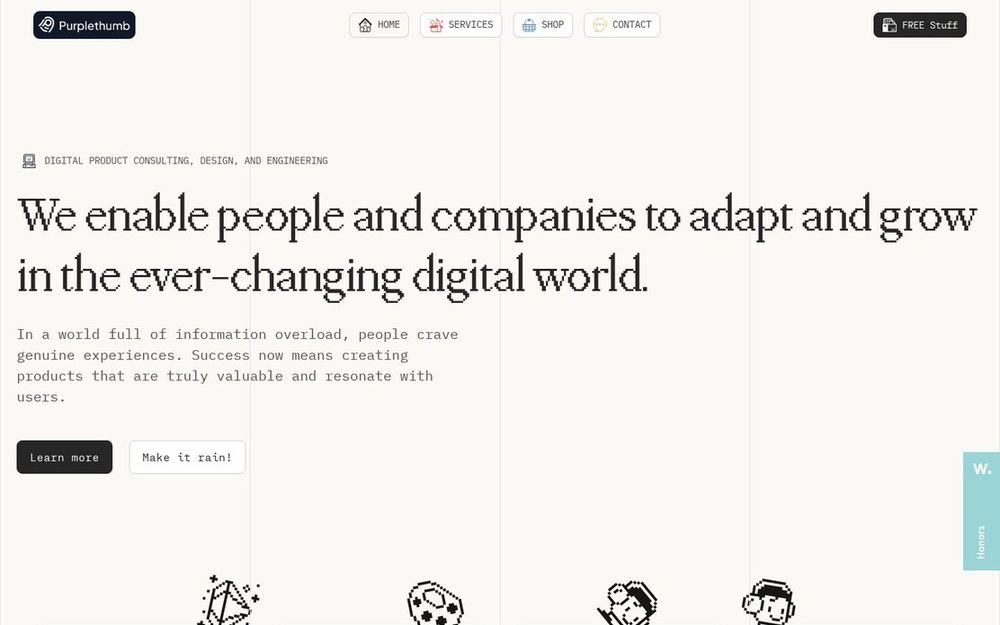 Purplethumb
HOME
SERVICES
SHOP
CONTACT
FREE Stuff
DIGITAL PRODUCT CONSULTING, DESIGN, AND ENGINEERING
We enable people and companies to adapt and grow
in the ever-changing digital world.
In a world full of information overload, people crave
genuine experiences. Success now means creating
products that are truly valuable and resonate with
users.
Learn more
Make it rain!
W.
Honors